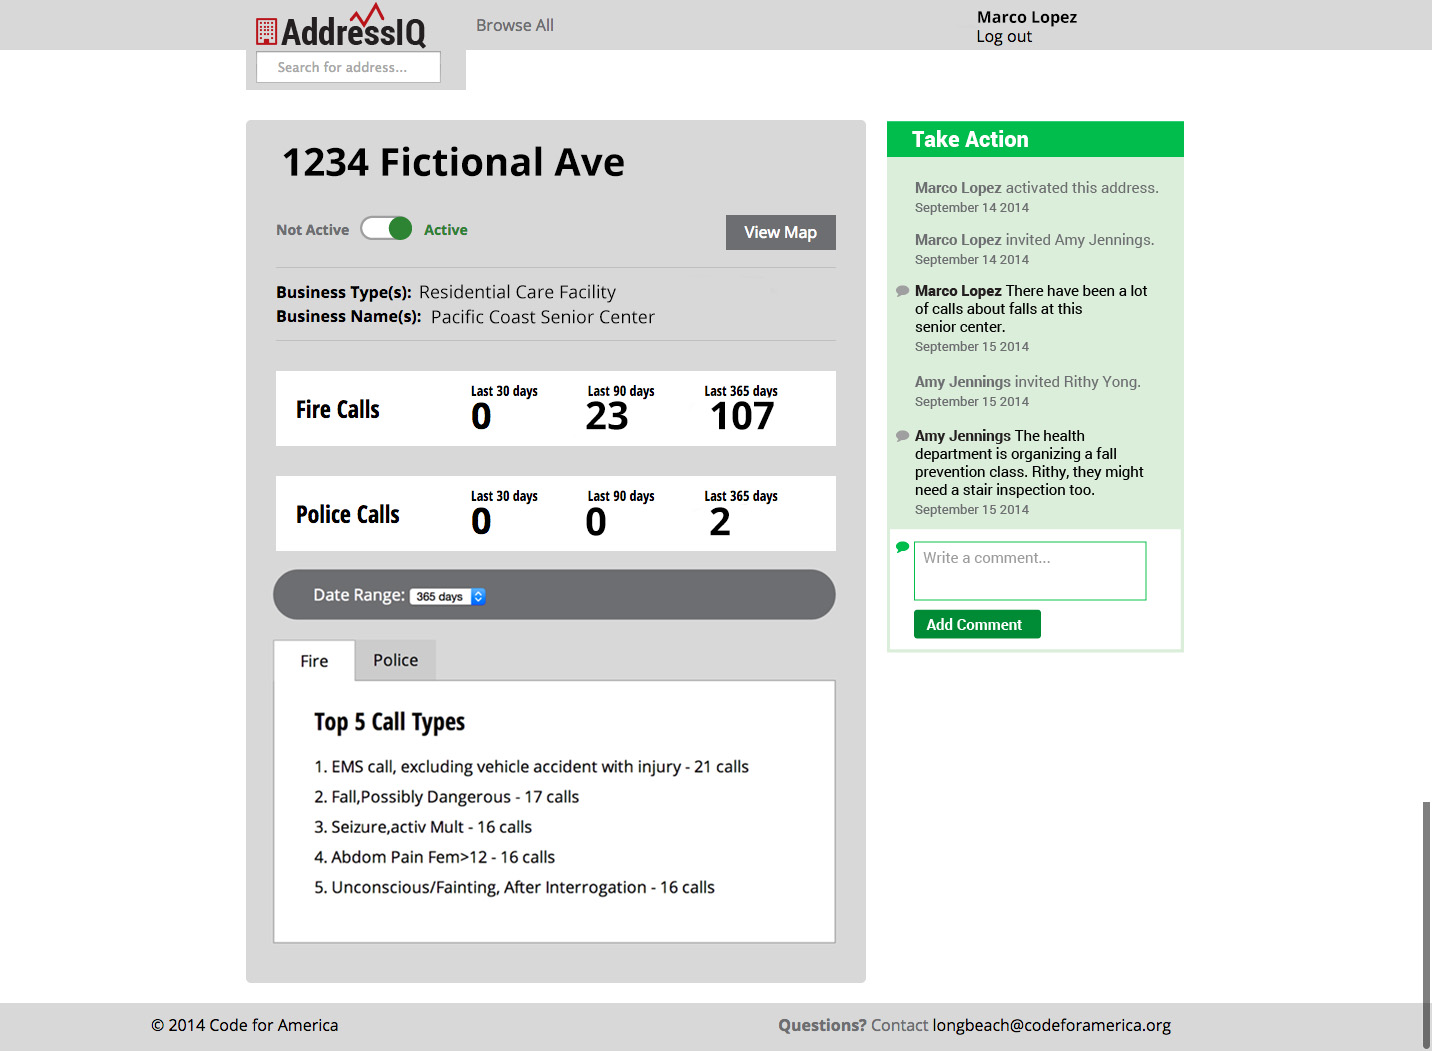 AddressIQ
Browse All
Marco Lopez
Log out
Search for address...
1234 Fictional Ave
Not Active
Active
View Map
Business Type(s): Residential Care Facility
Business Name(s): Pacific Coast Senior Center
Fire Calls
Last 30 days
0
Last 90 days
23
Last 365 days
107
Police Calls
Last 30 days
0
Last 90 days
0
Last 365 days
2
Date Range: 365 days
Fire
Police
Top 5 Call Types
1. EMS call, excluding vehicle accident with injury - 21 calls
2. Fall,Possibly Dangerous - 17 calls
3. Seizure,activ Mult - 16 calls
4. Abdom Pain Fem>12 - 16 calls
5. Unconscious/Fainting, After Interrogation - 16 calls
Take Action
Marco Lopez activated this address.
September 14 2014
Marco Lopez invited Amy Jennings.
September 14 2014
Marco Lopez There have been a lot
of calls about falls at this
senior center.
September 15 2014
Amy Jennings invited Rithy Yong.
September 15 2014
Amy Jennings The health
department is organizing a fall
prevention class. Rithy, they might
need a stair inspection too.
September 15 2014
Write a comment...
Add Comment
© 2014 Code for America
Questions? Contact longbeach@codeforamerica.org